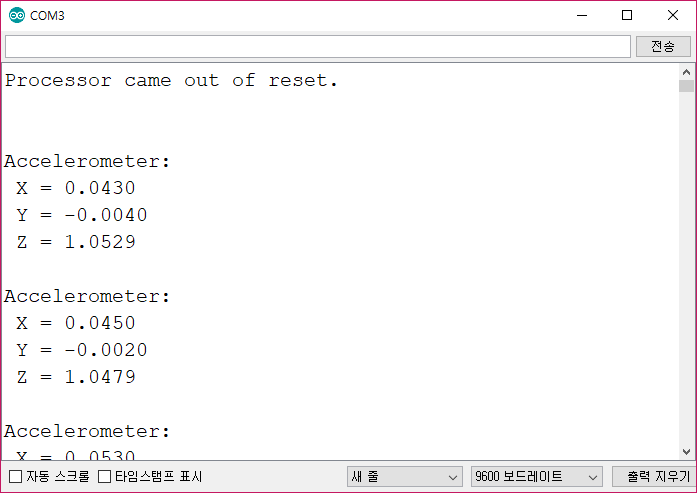 COM3
전송
Processor came out of reset.
Accelerometer:
X = 0.0430
Y = -0.0040
Z = 1.0529
Accelerometer:
X = 0.0450
Y = -0.0020
Z = 1.0479
Accelerometer:
X = 0.0530
자동 스크롤 타임스탬프 표시 새 줄 9600 보드레이트 출력 지우기